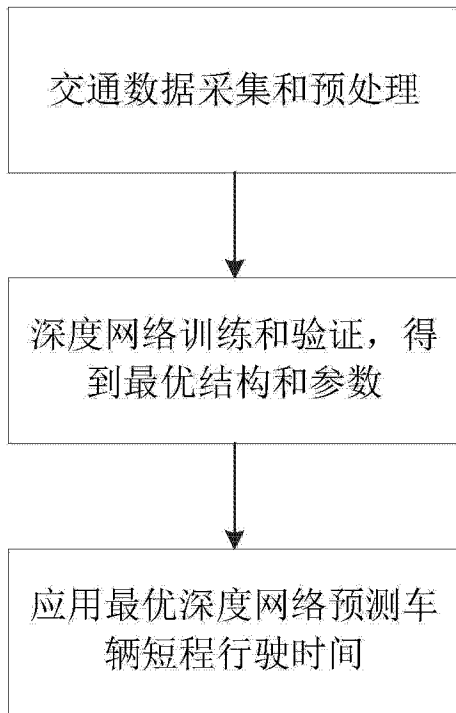 交通数据采集和预处理
深度网络训练和验证，得
到最优结构和参数
应用最优深度网络预测车
辆短程行驶时间